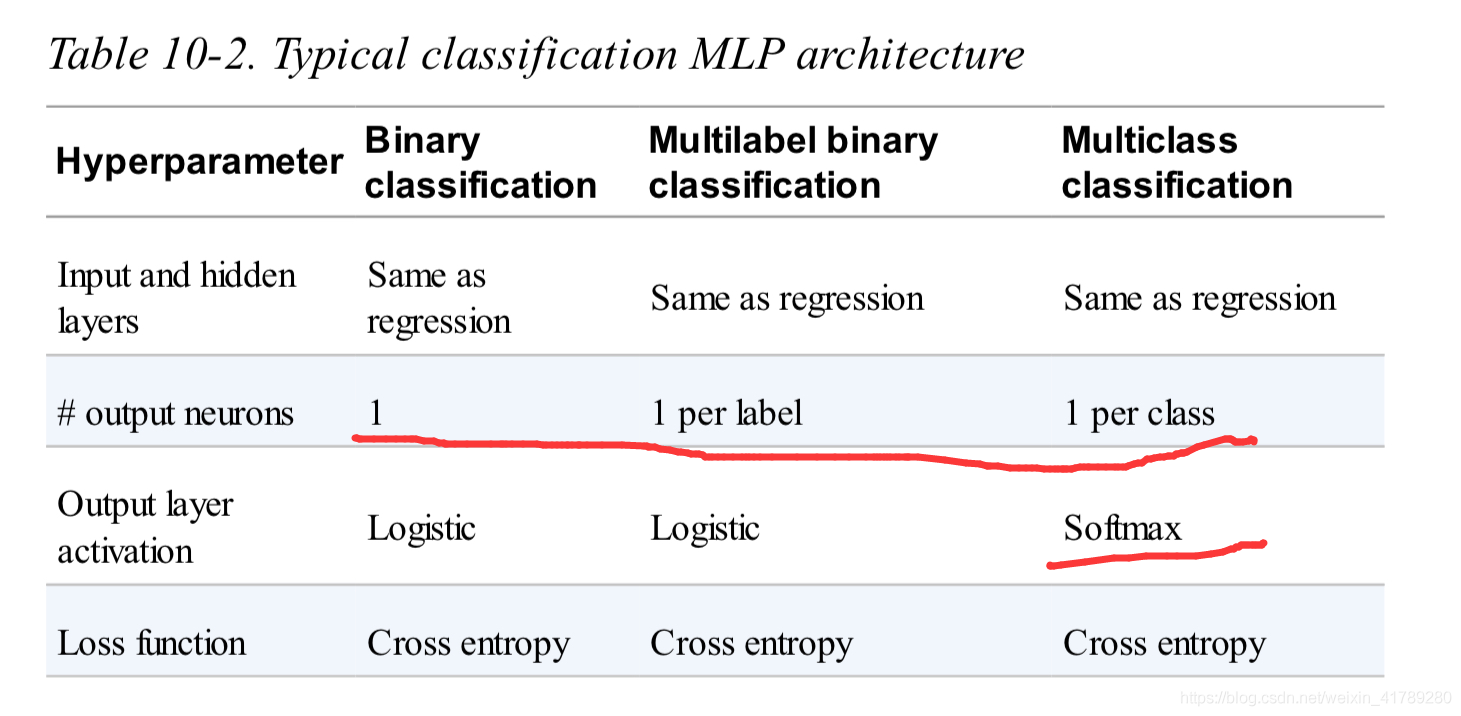 Table 10-2. Typical classification MLP architecture
Hyperparameter Binary classification Multilabel binary classification Multiclass classification
Input and hidden layers Same as regression Same as regression Same as regression
# output neurons 1 1 per label 1 per class
Output layer activation Logistic Logistic Softmax
Loss function Cross entropy Cross entropy Cross entropy
https://blog.csdn.net/weixin_41789280